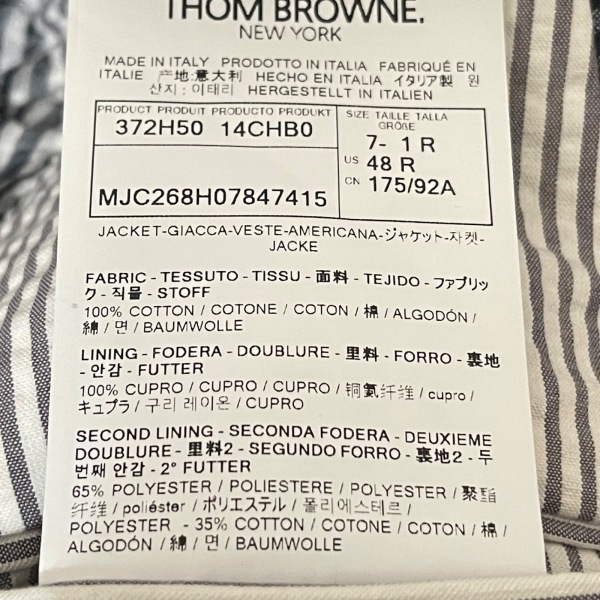 THOM BROWNE.
NEW YORK
MADE IN ITALY PRODOTTO IN ITALIA FABRIQUÉ EN
ITALIE 产地:意大利 HECHO EN ITALIA イタリア製 원
산지 : 이태리 HERGESTELLT IN ITALIEN
PRODUCT PRODUIT PRODUCTO PRODUKT
372H50 14CHB0
MJC268H07847415
SIZE TAILLE TALLA
GRÖßE
7- 1 R
US 48 R
CN 175/92A
JACKET-GIACCA-VESTE-AMERICANA-ジャケット-자켓-
JACKE
FABRIC - TESSUTO - TISSU - 面料 - TEJIDO - ファブリッ
ク - 직물 - STOFF
100% COTTON / COTONE / COTON / 棉 / ALGODÓN /
綿 / 면 / BAUMWOLLE
LINING - FODERA - DOUBLURE - 里料 - FORRO - 裏地
- 안감 - FUTTER
100% CUPRO / CUPRO / CUPRO / 铜氨纤维 / cupro /
キュプラ / 구리 레이온 / CUPRO
SECOND LINING - SECONDA FODERA - DEUXIEME
DOUBLURE - 里料2 - SEGUNDO FORRO - 裏地2 - 두
번째 안감 - 2° FUTTER
65% POLYESTER / POLIESTERE / POLYESTER / 聚酯
纤维 / poliéster / ポリエステル / 폴리에스테르 /
POLYESTER - 35% COTTON / COTONE / COTON / 棉 /
ALGODÓN / 綿 / 면 / BAUMWOLLE